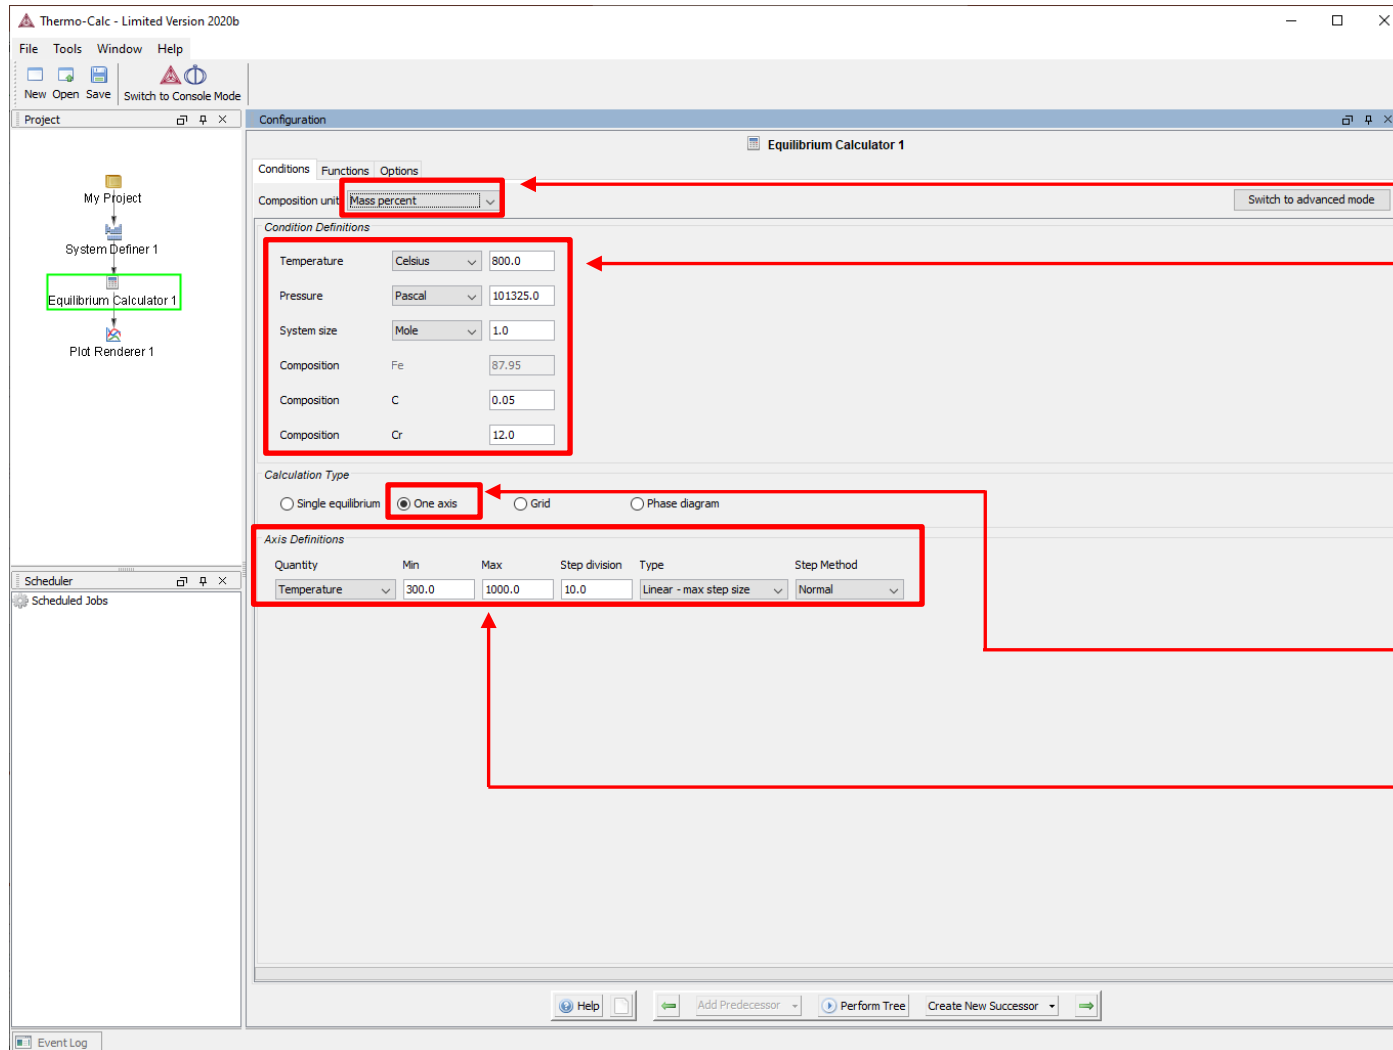 Thermo-Calc - Limited Version 2020b
File Tools Window Help
New Open Save Switch to Console Mode
Project
My Project
System Definer 1
Equilibrium Calculator 1
Plot Renderer 1
Scheduler
Scheduled Jobs
Configuration
Equilibrium Calculator 1
Conditions Functions Options
Composition unit Mass percent Switch to advanced mode
Condition Definitions
Temperature Celsius 800.0
Pressure Pascal 101325.0
System size Mole 1.0
Composition Fe 87.95
Composition C 0.05
Composition Cr 12.0
Calculation Type
Single equilibrium One axis Grid Phase diagram
Axis Definitions
Quantity Min Max Step division Type Step Method
Temperature 300.0 1000.0 10.0 Linear - max step size Normal
Help Add Predecessor Perform Tree Create New Successor
Event Log